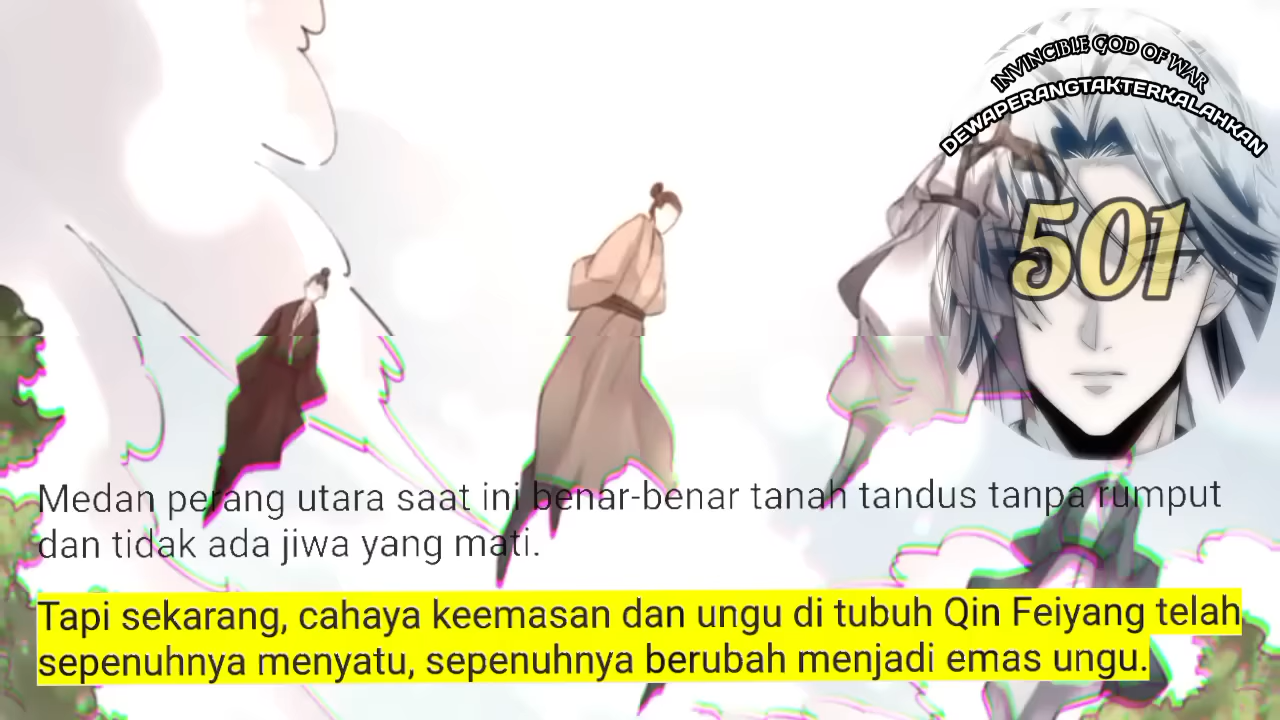 INVINCIBLE GOD OF WAR
DEWAPERANGTAKTERKALAHKAN
501
Medan perang utara saat ini benar-benar tanah tandus tanpa rumput
dan tidak ada jiwa yang mati.
Tapi sekarang, cahaya keemasan dan ungu di tubuh Qin Feiyang telah
sepenuhnya menyatu, sepenuhnya berubah menjadi emas ungu.